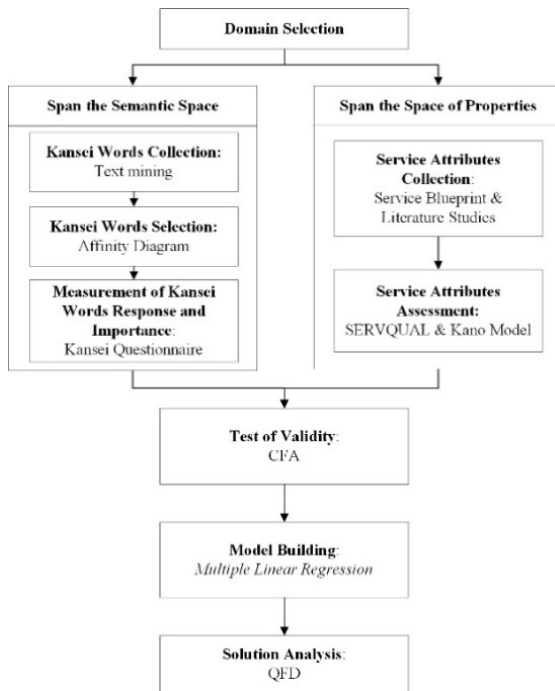 Domain Selection
Span the Semantic Space
Kansei Words Collection:
Text mining
Kansei Words Selection:
Affinity Diagram
Measurement of Kansei
Words Response and
Importance:
Kansei Questionnaire
Span the Space of Properties
Service Attributes
Collection:
Service Blueprint &
Literature Studies
Service Attributes
Assessment:
SERVQUAL & Kano Model
Test of Validity:
CFA
Model Building:
Multiple Linear Regression
Solution Analysis:
QFD